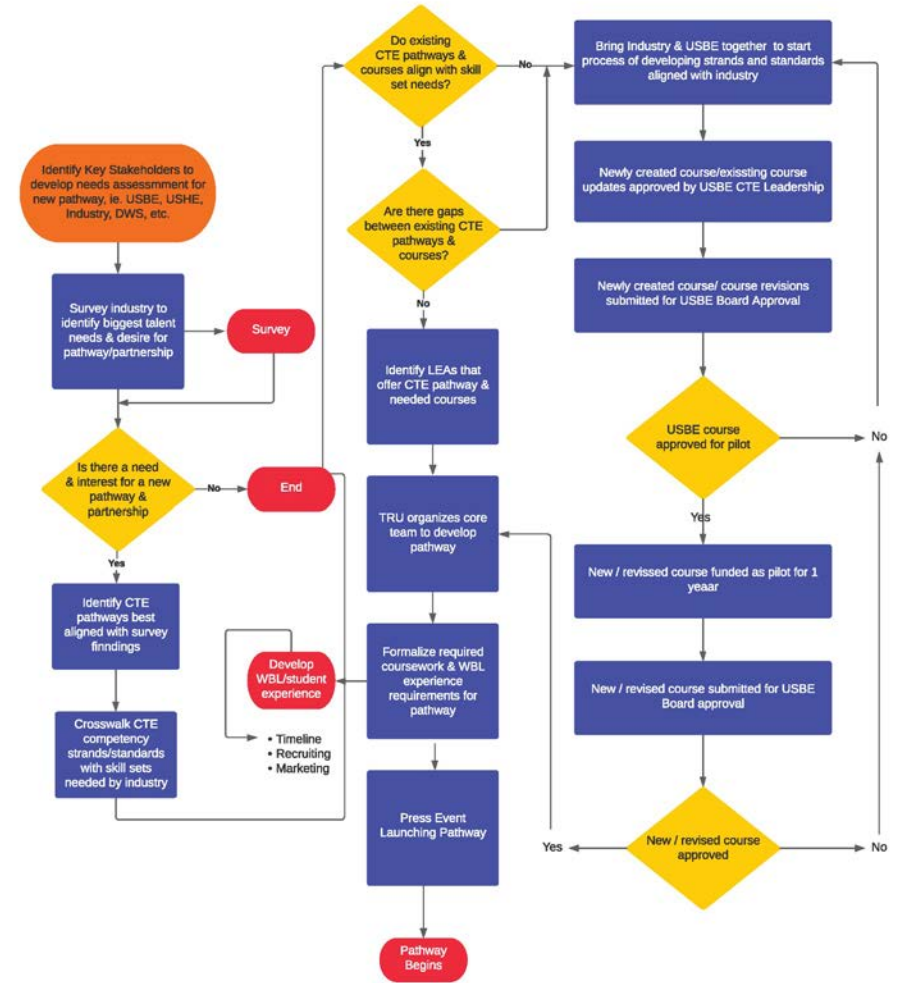 Identify Key Stakeholders to
develop needs assessmment for
new pathway, ie. USBE, USHE,
Industry, DWS, etc.
Survey industry to
identify biggest talent
needs & desire for
pathway/partnership
Survey
Is there a need
& interest for a new
pathway &
partnership
No
End
Yes
Identify CTE
pathways best
aligned with survey
finndings
Crosswalk CTE
competency
strands/standards
with skill sets
needed by industry
Do existing
CTE pathways &
courses align with skill
set needs?
No
Yes
Are there gaps
between existing CTE
pathways &
courses?
No
Identify LEAs that
offer CTE pathway &
needed courses
TRU organizes core
team to develop
pathway
Formalize required
coursework & WBL
experience
requirements for
pathway
Develop
WBL/student
experience
• Timeline
• Recruiting
• Marketing
Press Event
Launching Pathway
Pathway
Begins
Bring Industry & USBE together to start
process of developing strands and standards
aligned with industry
Newly created course/exissting course
updates approved by USBE CTE Leadership
Newly created course/ course revisions
submitted for USBE Board Approval
USBE course
approved for pilot
No
Yes
New / revissed course funded as pilot for 1
yeaar
New / revised course submitted for USBE
Board approval
New / revised course
approved
Yes
No